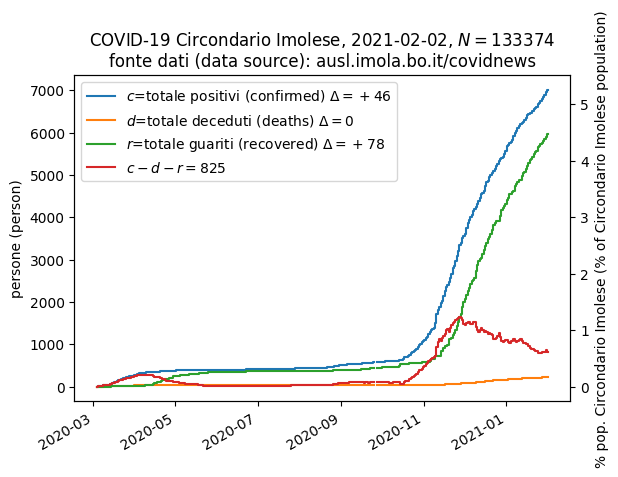 COVID-19 Circondario Imolese, 2021-02-02, N = 133374
fonte dati (data source): ausl.imola.bo.it/covidnews
c=totale positivi (confirmed) Δ = +46
d=totale deceduti (deaths) Δ = 0
r=totale guariti (recovered) Δ = +78
c − d − r = 825
persone (person)
7000
6000
5000
4000
3000
2000
1000
0
5
4
3
2
1
0
% pop. Circondario Imolese (% of Circondario Imolese population)
2020-03
2020-05
2020-07
2020-09
2020-11
2021-01